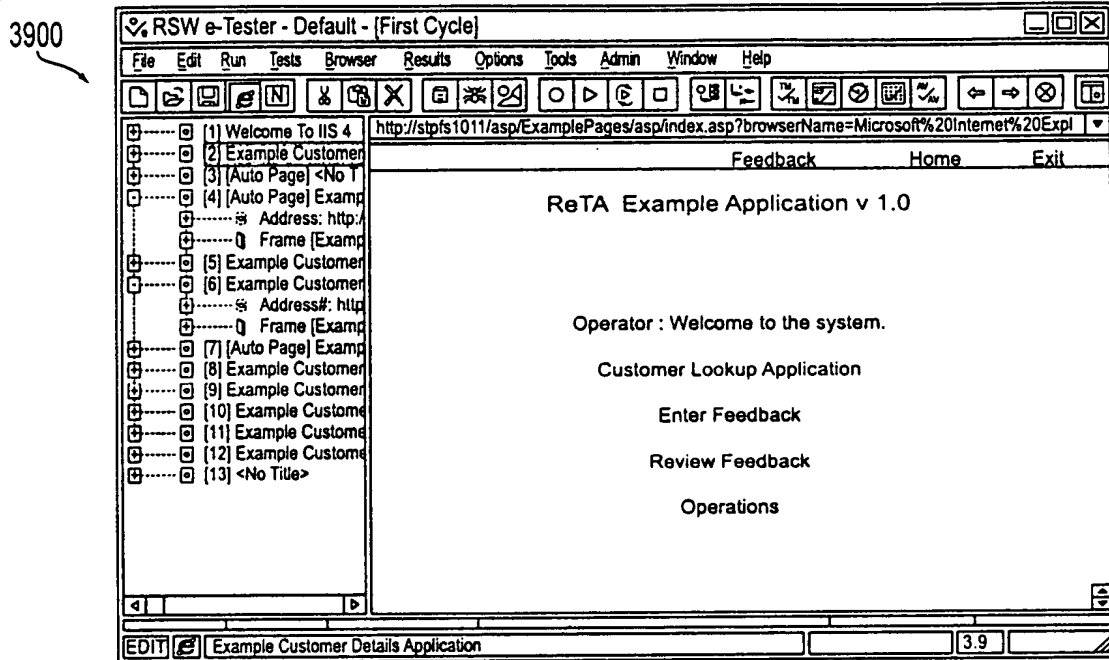 3900
RSW e-Tester - Default - [First Cycle]
File Edit Run Tests Browser Results Options Tools Admin Window Help
http://stpfs1011/asp/ExamplePages/asp/index.asp?browserName=Microsoft%20Internet%20Expl
[1] Welcome To IIS 4
[2] Example Customer
[3] [Auto Page] <No T
[4] [Auto Page] Examp
Address: http:/
Frame [Examp
[5] Example Customer
[6] Example Customer
Address#: http
Frame [Examp
[7] [Auto Page] Examp
[8] Example Customer
[9] Example Customer
[10] Example Custome
[11] Example Custome
[12] Example Custome
[13] <No Title>
Feedback Home Exit
ReTA Example Application v 1.0
Operator : Welcome to the system.
Customer Lookup Application
Enter Feedback
Review Feedback
Operations
EDIT Example Customer Details Application 3.9